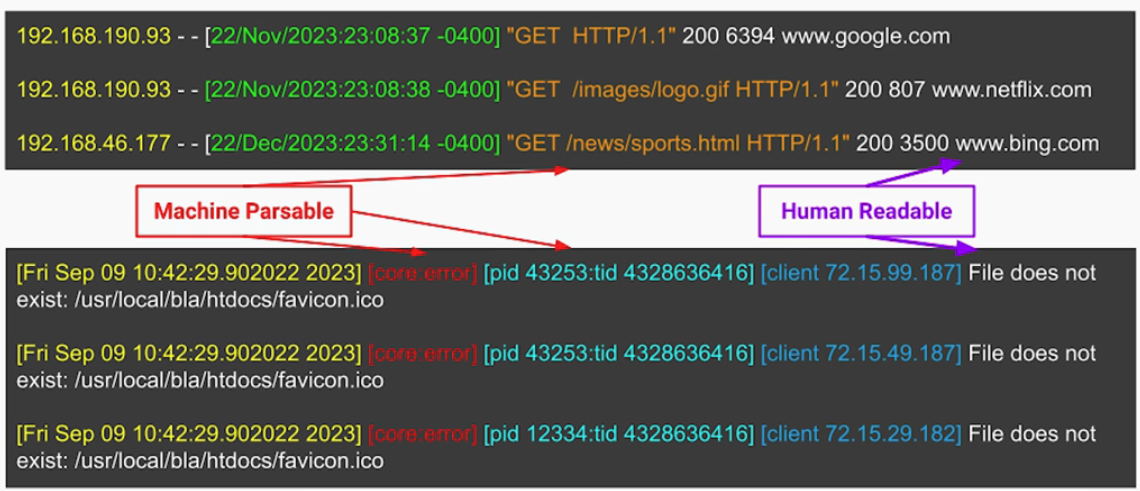 192.168.190.93 - - [22/Nov/2023:23:08:37 -0400] "GET  HTTP/1.1" 200 6394 www.google.com
192.168.190.93 - - [22/Nov/2023:23:08:38 -0400] "GET  /images/logo.gif HTTP/1.1" 200 807 www.netflix.com
192.168.46.177 - - [22/Dec/2023:23:31:14 -0400] "GET /news/sports.html HTTP/1.1" 200 3500 www.bing.com
Machine Parsable
Human Readable
[Fri Sep 09 10:42:29.902022 2023] [core:error] [pid 43253:tid 4328636416] [client 72.15.99.187] File does not
exist: /usr/local/bla/htdocs/favicon.ico
[Fri Sep 09 10:42:29.902022 2023] [core:error] [pid 43253:tid 4328636416] [client 72.15.49.187] File does not
exist: /usr/local/bla/htdocs/favicon.ico
[Fri Sep 09 10:42:29.902022 2023] [core:error] [pid 12334:tid 4328636416] [client 72.15.29.182] File does not
exist: /usr/local/bla/htdocs/favicon.ico